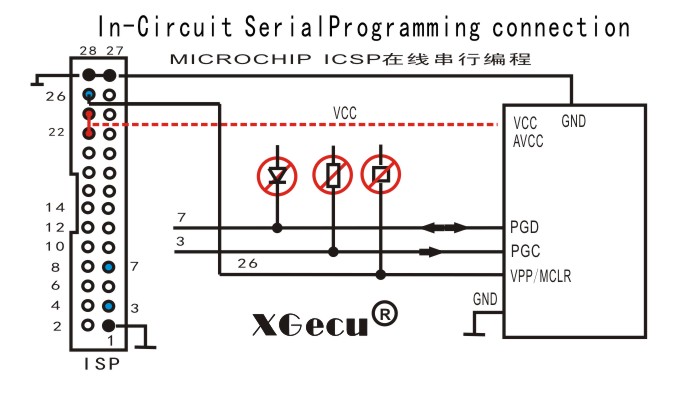 In-Circuit Serial Programming connection
MICROCHIP ICSP在线串行编程
28 27
26
22
14
12
10
8
6
4
2
7
3
1
ISP
VCC
7
3
26
VCC
AVCC
GND
PGD
PGC
VPP/MCLR
GND
XGecu®